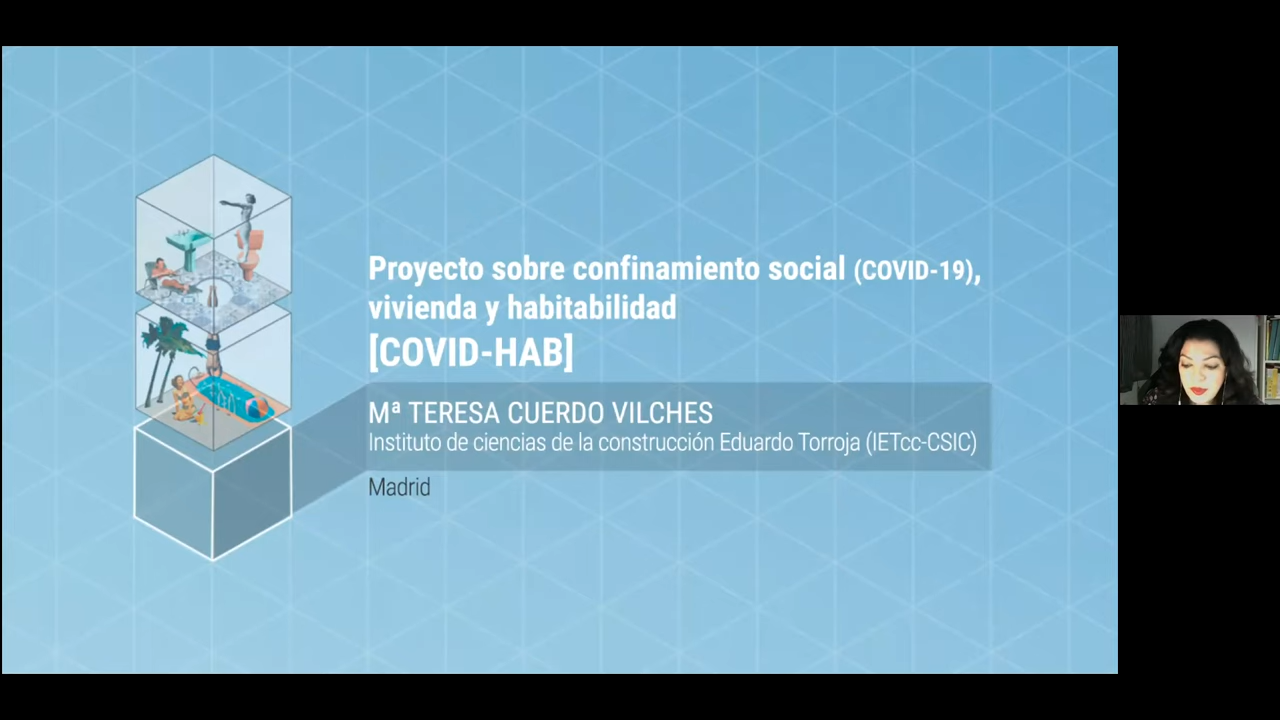 Proyecto sobre confinamiento social (COVID-19),
vivienda y habitabilidad
[COVID-HAB]
Mª TERESA CUERDO VILCHES
Instituto de ciencias de la construcción Eduardo Torroja (IETcc-CSIC)
Madrid